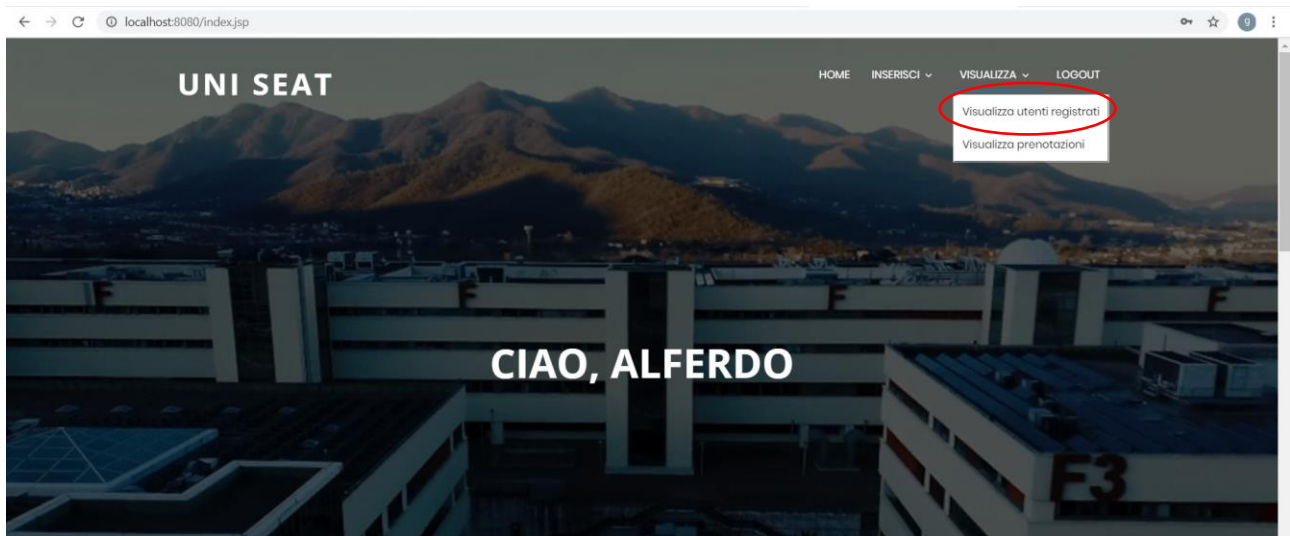 localhost:8080/index.jsp
g
UNI SEAT
HOME INSERISCI VISUALIZZA LOGOUT
Visualizza utenti registrati
Visualizza prenotazioni
F F F F
CIAO, ALFERDO
F3